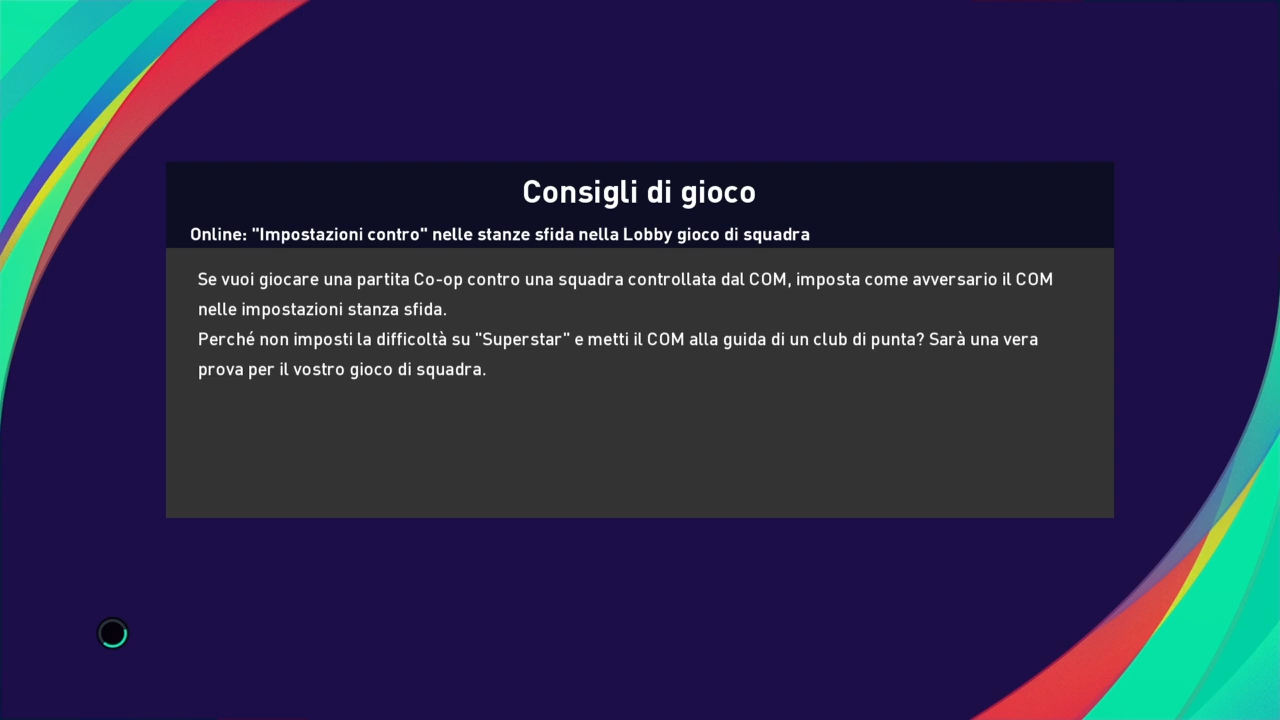 Consigli di gioco
Online: "Impostazioni contro" nelle stanze sfida nella Lobby gioco di squadra
Se vuoi giocare una partita Co-op contro una squadra controllata dal COM, imposta come avversario il COM
nelle impostazioni stanza sfida.
Perché non imposti la difficoltà su "Superstar" e metti il COM alla guida di un club di punta? Sarà una vera
prova per il vostro gioco di squadra.